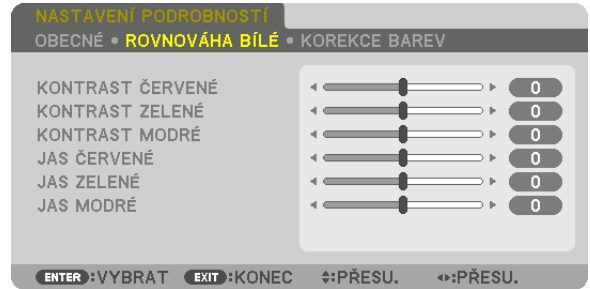 NASTAVENÍ PODROBNOSTÍ
OBECNÉ • ROVNOVÁHA BÍLÉ • KOREKCE BAREV
KONTRAST ČERVENÉ 0
KONTRAST ZELENÉ 0
KONTRAST MODRÉ 0
JAS ČERVENÉ 0
JAS ZELENÉ 0
JAS MODRÉ 0
ENTER:VYBRAT EXIT:KONEC :PŘESU. :PŘESU.